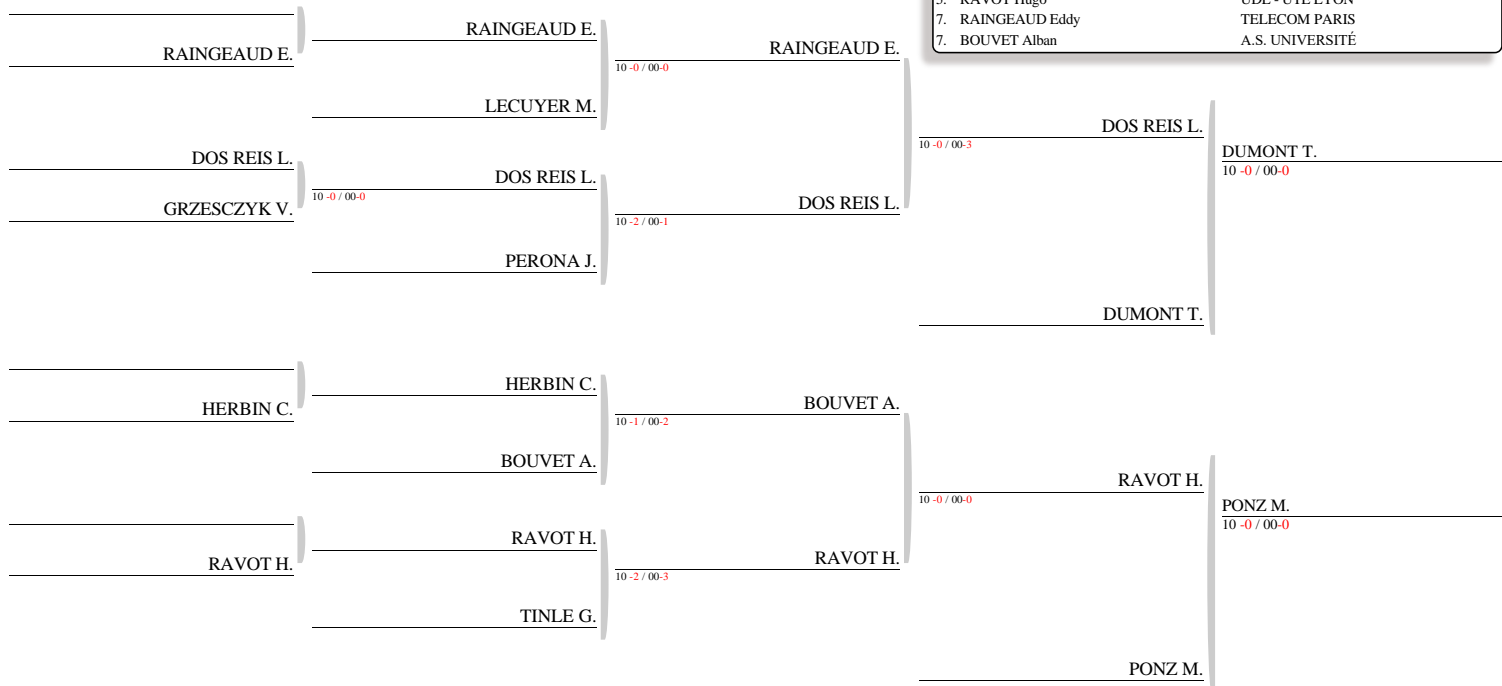 5. RAVOT Hugo UDL - UTE LYON
7. RAINGEAUD Eddy TELECOM PARIS
7. BOUVET Alban A.S. UNIVERSITÉ
RAINGEAUD E.
RAINGEAUD E.
LECUYER M.
RAINGEAUD E.
10 -0 / 00-0
DOS REIS L.
GRZESCZYK V.
DOS REIS L.
10 -0 / 00-0
PERONA J.
DOS REIS L.
10 -2 / 00-1
DOS REIS L.
10 -0 / 00-3
DUMONT T.
DUMONT T.
10 -0 / 00-0
HERBIN C.
HERBIN C.
BOUVET A.
BOUVET A.
10 -1 / 00-2
RAVOT H.
RAVOT H.
TINLE G.
RAVOT H.
10 -2 / 00-3
RAVOT H.
10 -0 / 00-0
PONZ M.
PONZ M.
10 -0 / 00-0